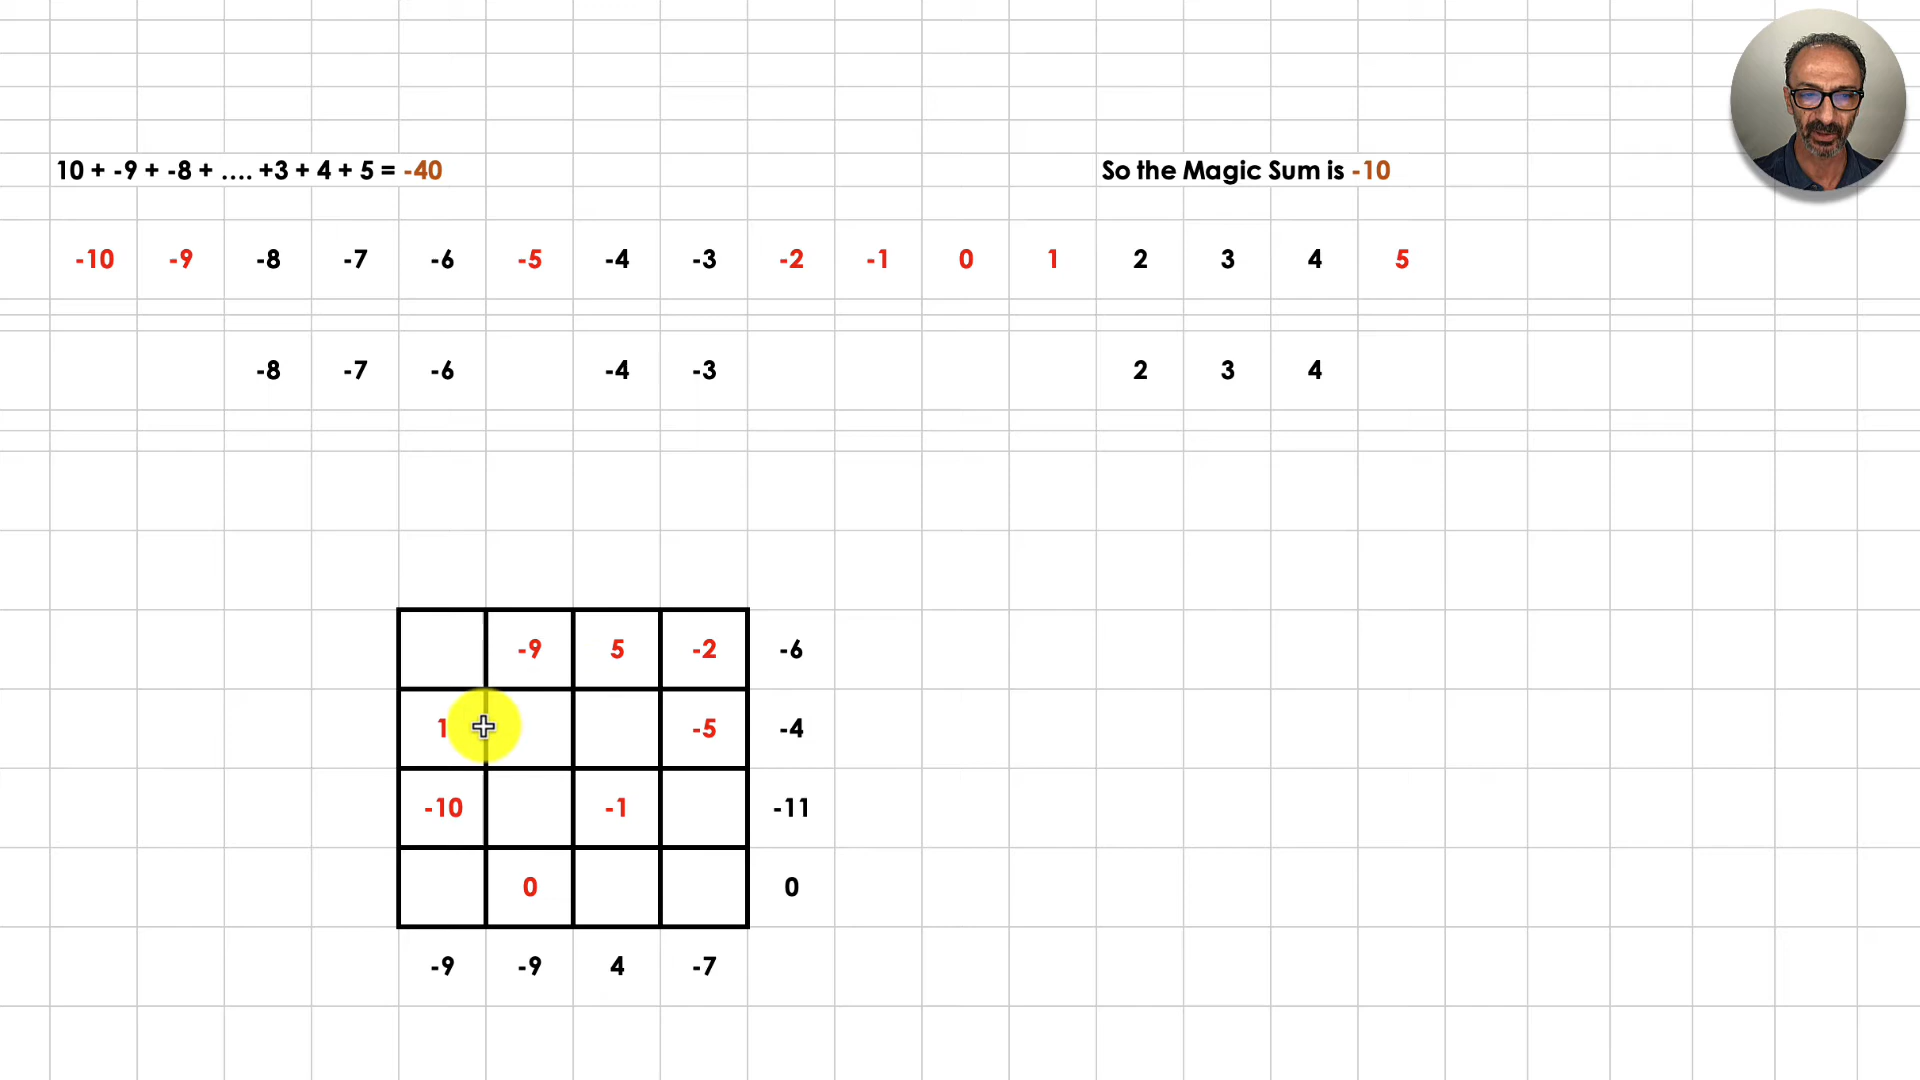 10 + -9 + -8 + .... +3 + 4 + 5 = -40 So the Magic Sum is -10
-10 -9 -8 -7 -6 -5 -4 -3 -2 -1 0 1 2 3 4 5
-8 -7 -6 -4 -3 2 3 4
-9 5 -2 -6
1 -5 -4
-10 -1 -11
0 0
-9 -9 4 -7